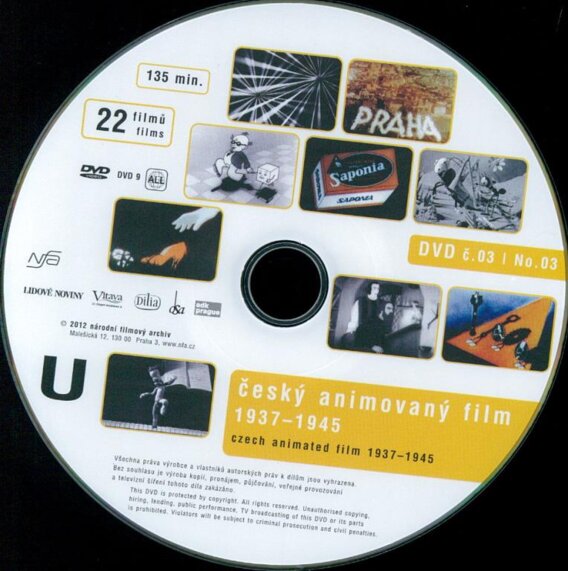 135 min.
22 filmů
films
PRAHA
Saponia
SAPONIA
SAPONIA
DVD
VIDEO
DVD 9
ALL
DVD č.03 | No.03
nfa
LIDOVÉ NOVINY
Vltava
Dilia
d&a
edk
prague
© 2012 národní filmový archiv
Malešická 12, 130 00 Praha 3, www.nfa.cz
U
český animovaný film
1937–1945
czech animated film 1937–1945
Všechna práva výrobce a vlastníků autorských práv k dílům jsou vyhrazena.
Bez souhlasu je výroba kopií, pronájem, půjčování, veřejné provozování
a televizní šíření tohoto díla zakázáno.
This DVD is protected by copyright. All rights reserved. Unauthorised copying,
hiring, lending, public performance, TV broadcasting of this DVD or its parts
is prohibited. Violators will be subject to criminal prosecution and civil penalties.